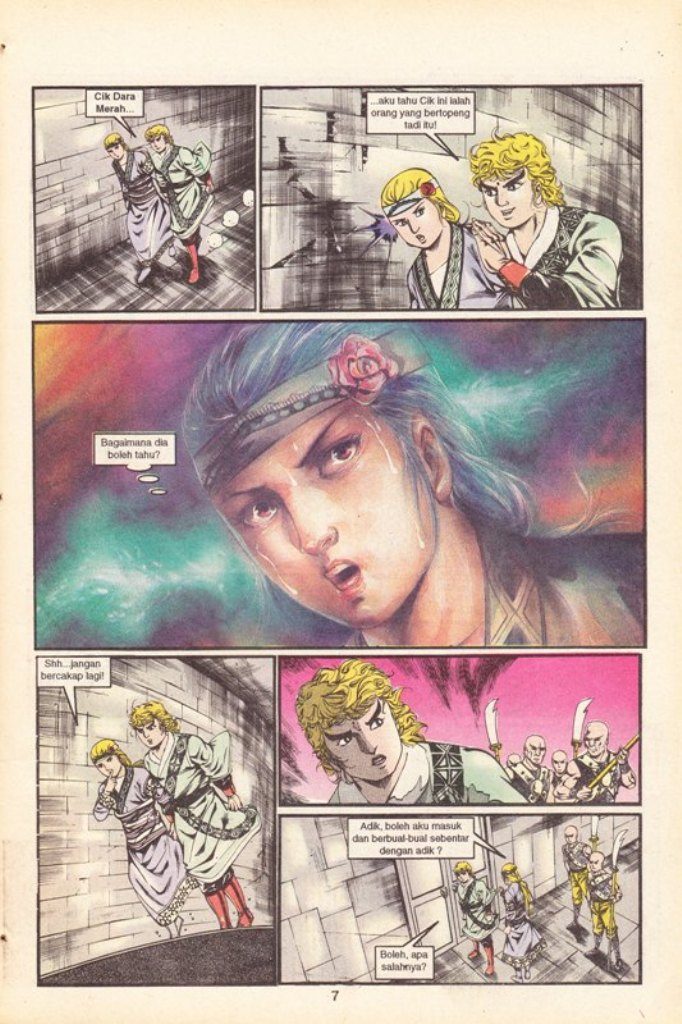 Cik Dara
Merah...
...aku tahu Cik ini ialah
orang yang bertopeng
tadi itu!
Bagaimana dia
boleh tahu?
Shh...jangan
bercakap lagi!
Adik, boleh aku masuk
dan berbual-bual sebentar
dengan adik ?
Boleh, apa
salahnya?
7